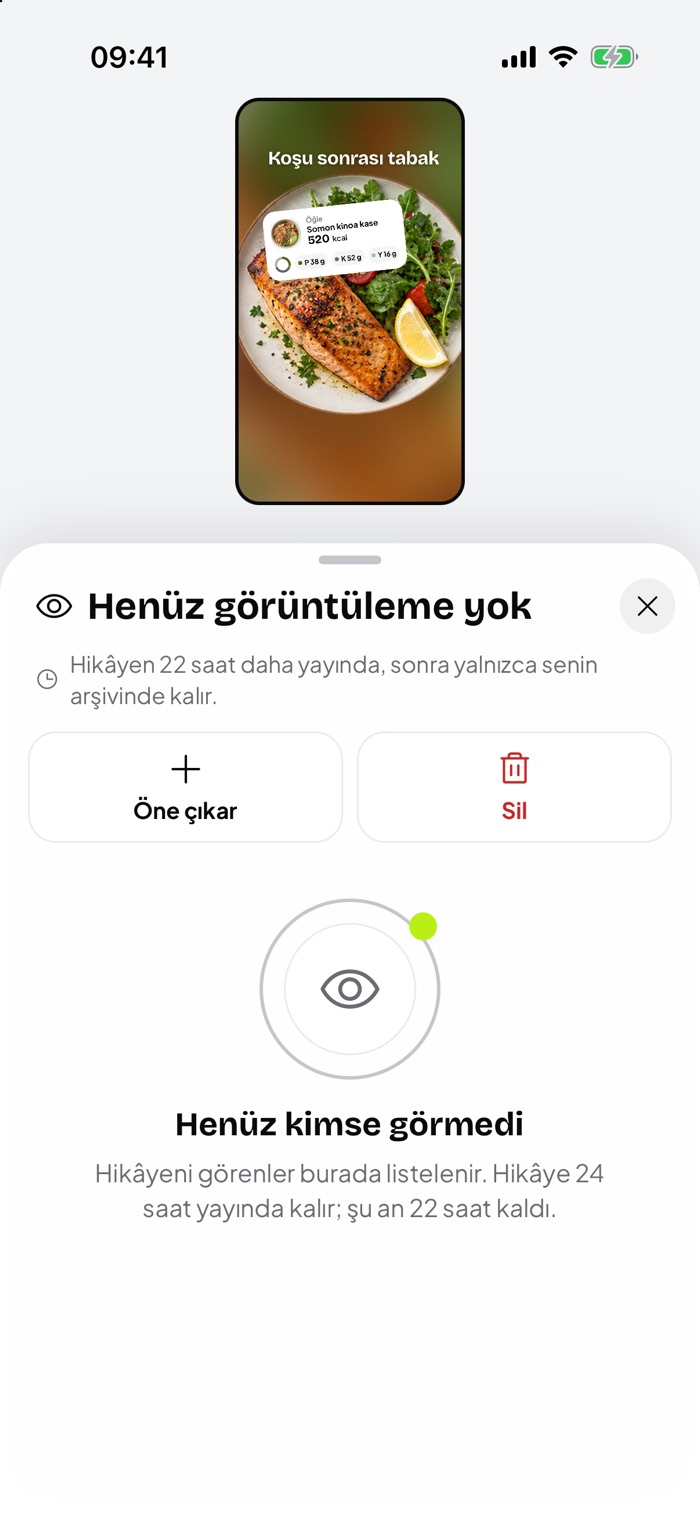 09:41
Koşu sonrası tabak
Öğle
Somon kinoa kase
520 kcal
P 38 g K 52 g Y 16 g
Henüz görüntüleme yok
Hikâyen 22 saat daha yayında, sonra yalnızca senin
arşivinde kalır.
Öne çıkar
Sil
Henüz kimse görmedi
Hikâyeni görenler burada listelenir. Hikâye 24
saat yayında kalır; şu an 22 saat kaldı.